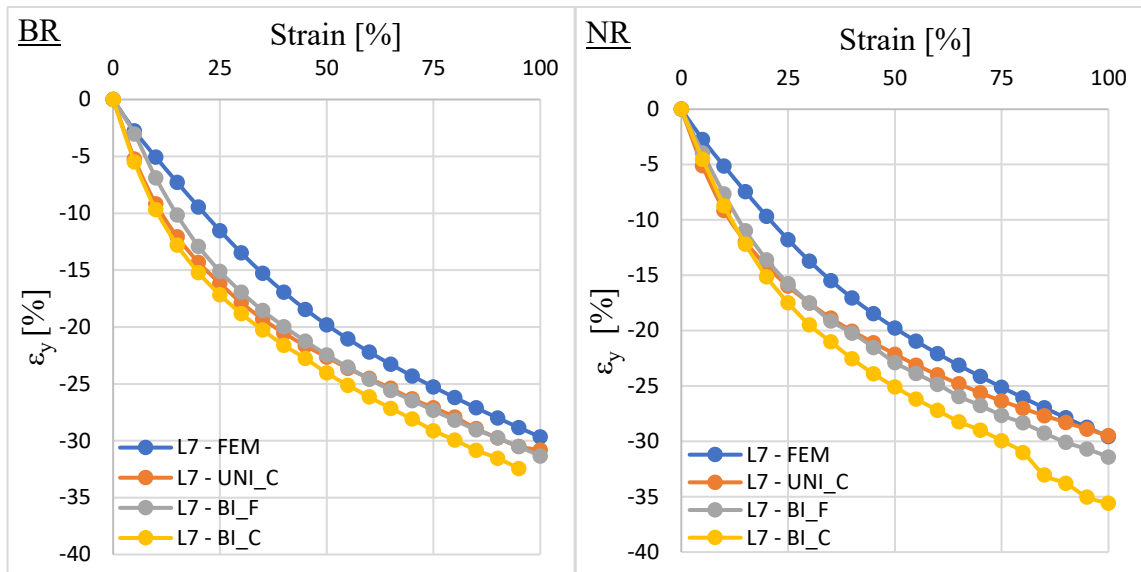 BR
Strain [%]
0 25 50 75 100
0
-5
-10
-15
-20
-25
-30
-35
-40
εy [%]
L7 - FEM
L7 - UNI_C
L7 - BI_F
L7 - BI_C
NR
Strain [%]
0 25 50 75 100
0
-5
-10
-15
-20
-25
-30
-35
-40
εy [%]
L7 - FEM
L7 - UNI_C
L7 - BI_F
L7 - BI_C